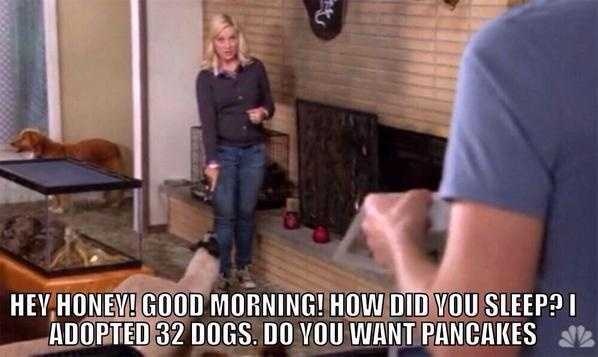 HEY HONEY! GOOD MORNING! HOW DID YOU SLEEP? I
ADOPTED 32 DOGS. DO YOU WANT PANCAKES